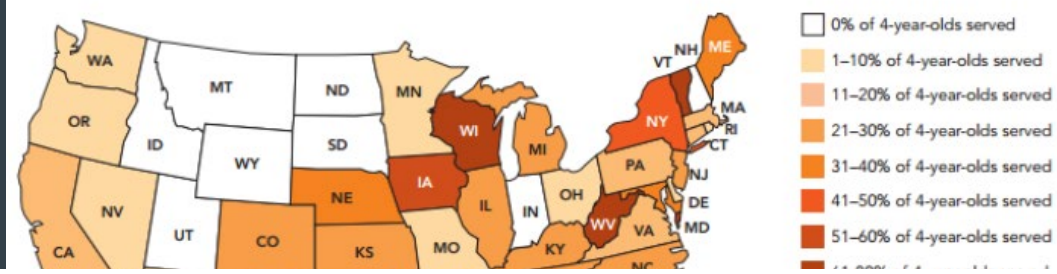 0% of 4-year-olds served
1–10% of 4-year-olds served
11–20% of 4-year-olds served
21–30% of 4-year-olds served
31–40% of 4-year-olds served
41–50% of 4-year-olds served
51–60% of 4-year-olds served
WA
MT
ND
MN
VT
NH
ME
OR
ID
WY
SD
WI
MI
NY
MA
RI
CT
NV
UT
CO
NE
KS
IA
MO
IL
IN
OH
PA
NJ
DE
MD
WV
VA
KY
CA
NC